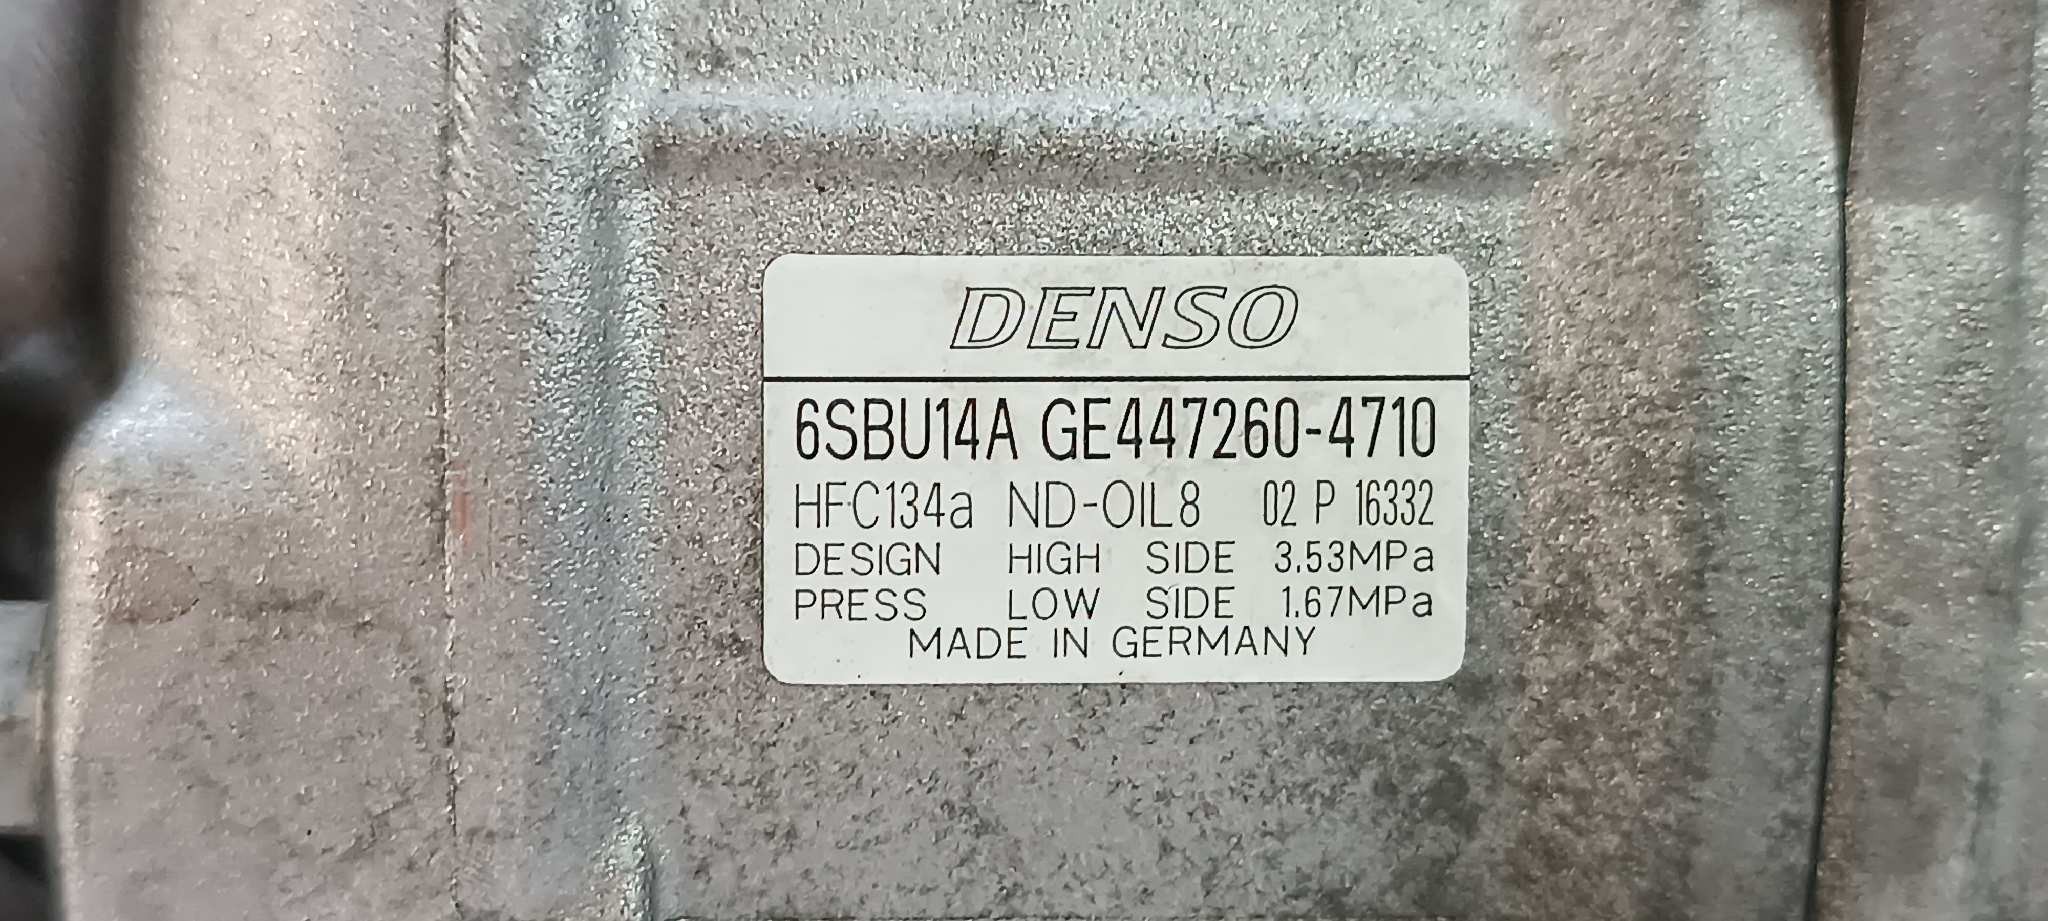 DENSO
6SBU14A GE447260-4710
HFC134a ND-OIL8 02 P 16332
DESIGN HIGH SIDE 3.53MPa
PRESS LOW SIDE 1.67MPa
MADE IN GERMANY